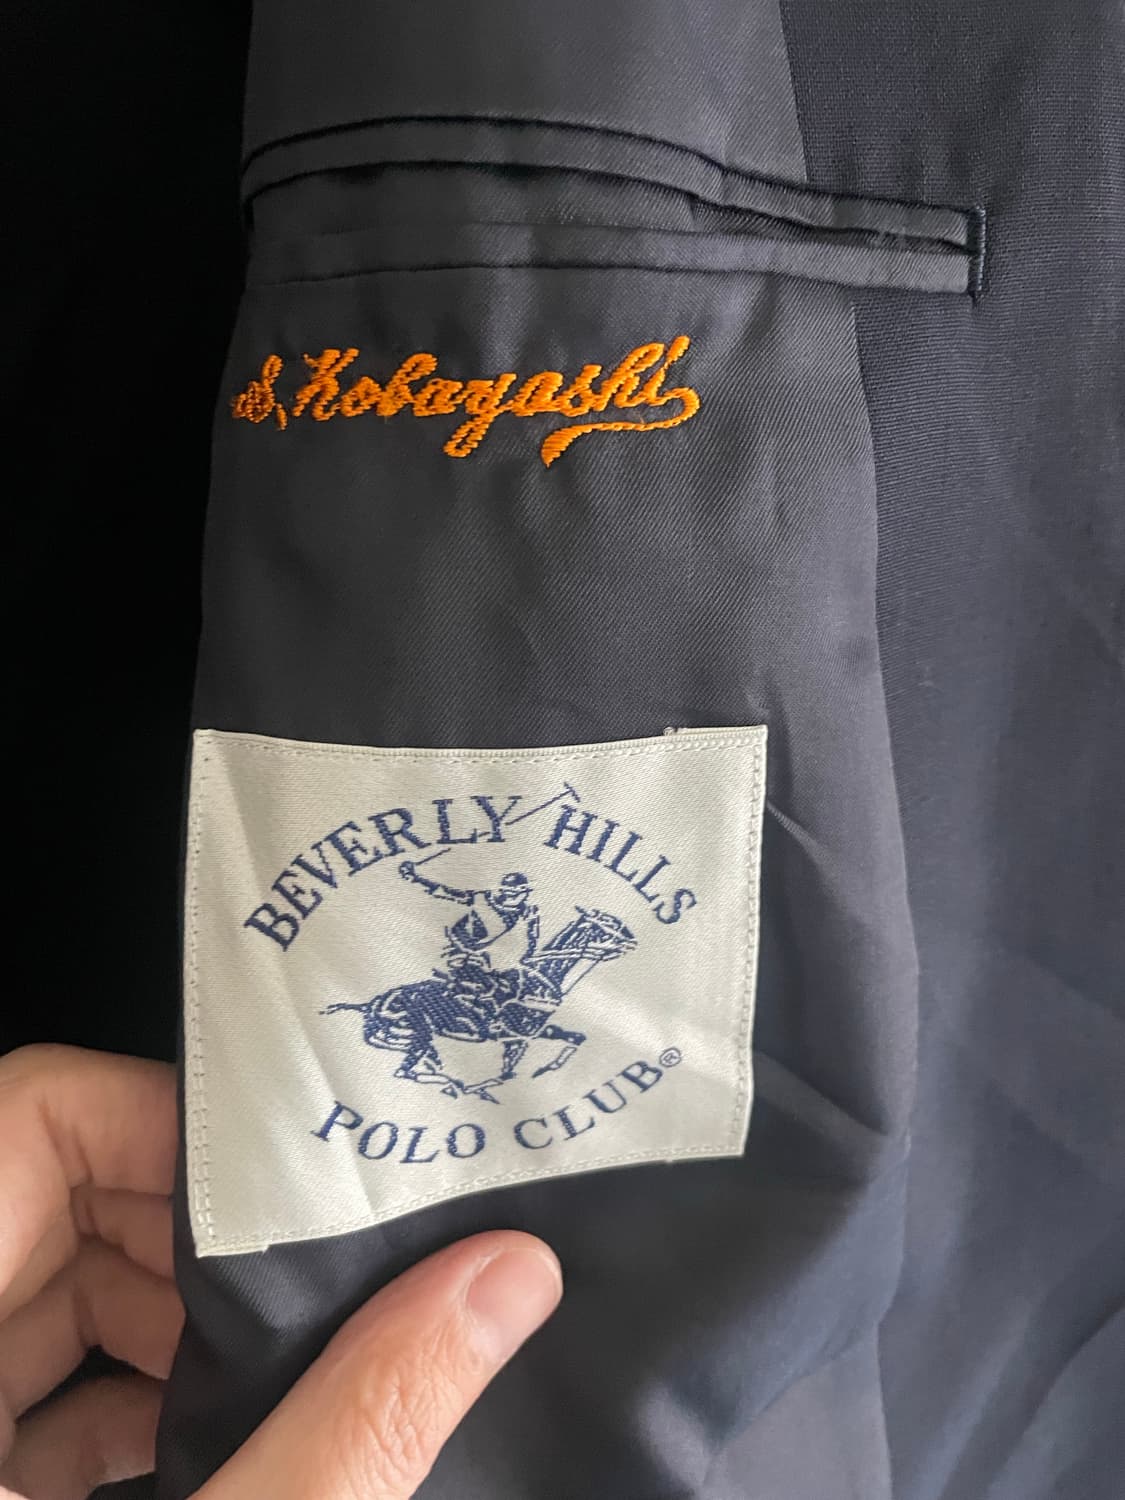 S. Kobayashi
BEVERLY HILLS
POLO CLUB®